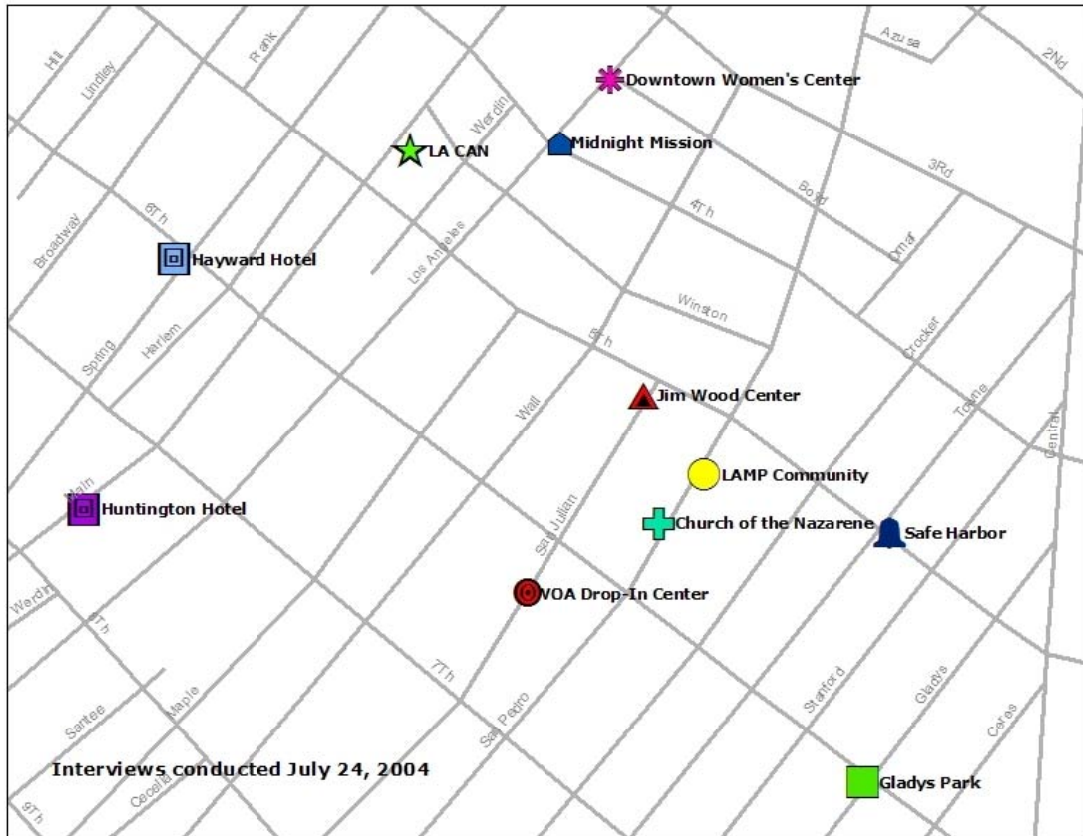 Azusa
2Nd
Hill
Rank
Lindley
Downtown Women's Center
Werdin
Midnight Mission
LA CAN
3Rd
Boyd
4Th
6Th
Broadway
Omar
Los Angeles
Hayward Hotel
Winston
Harlem
Spring
5Th
Crocker
Jim Wood Center
Wall
Towne
Central
LAMP Community
Main
Huntington Hotel
San Julian
Church of the Nazarene
Safe Harbor
Werdin
VOA Drop-In Center
8Th
7Th
Stanford
Gladys
Maple
San Pedro
Santee
Ceres
Interviews conducted July 24, 2004
Cecelia
Gladys Park
9Th